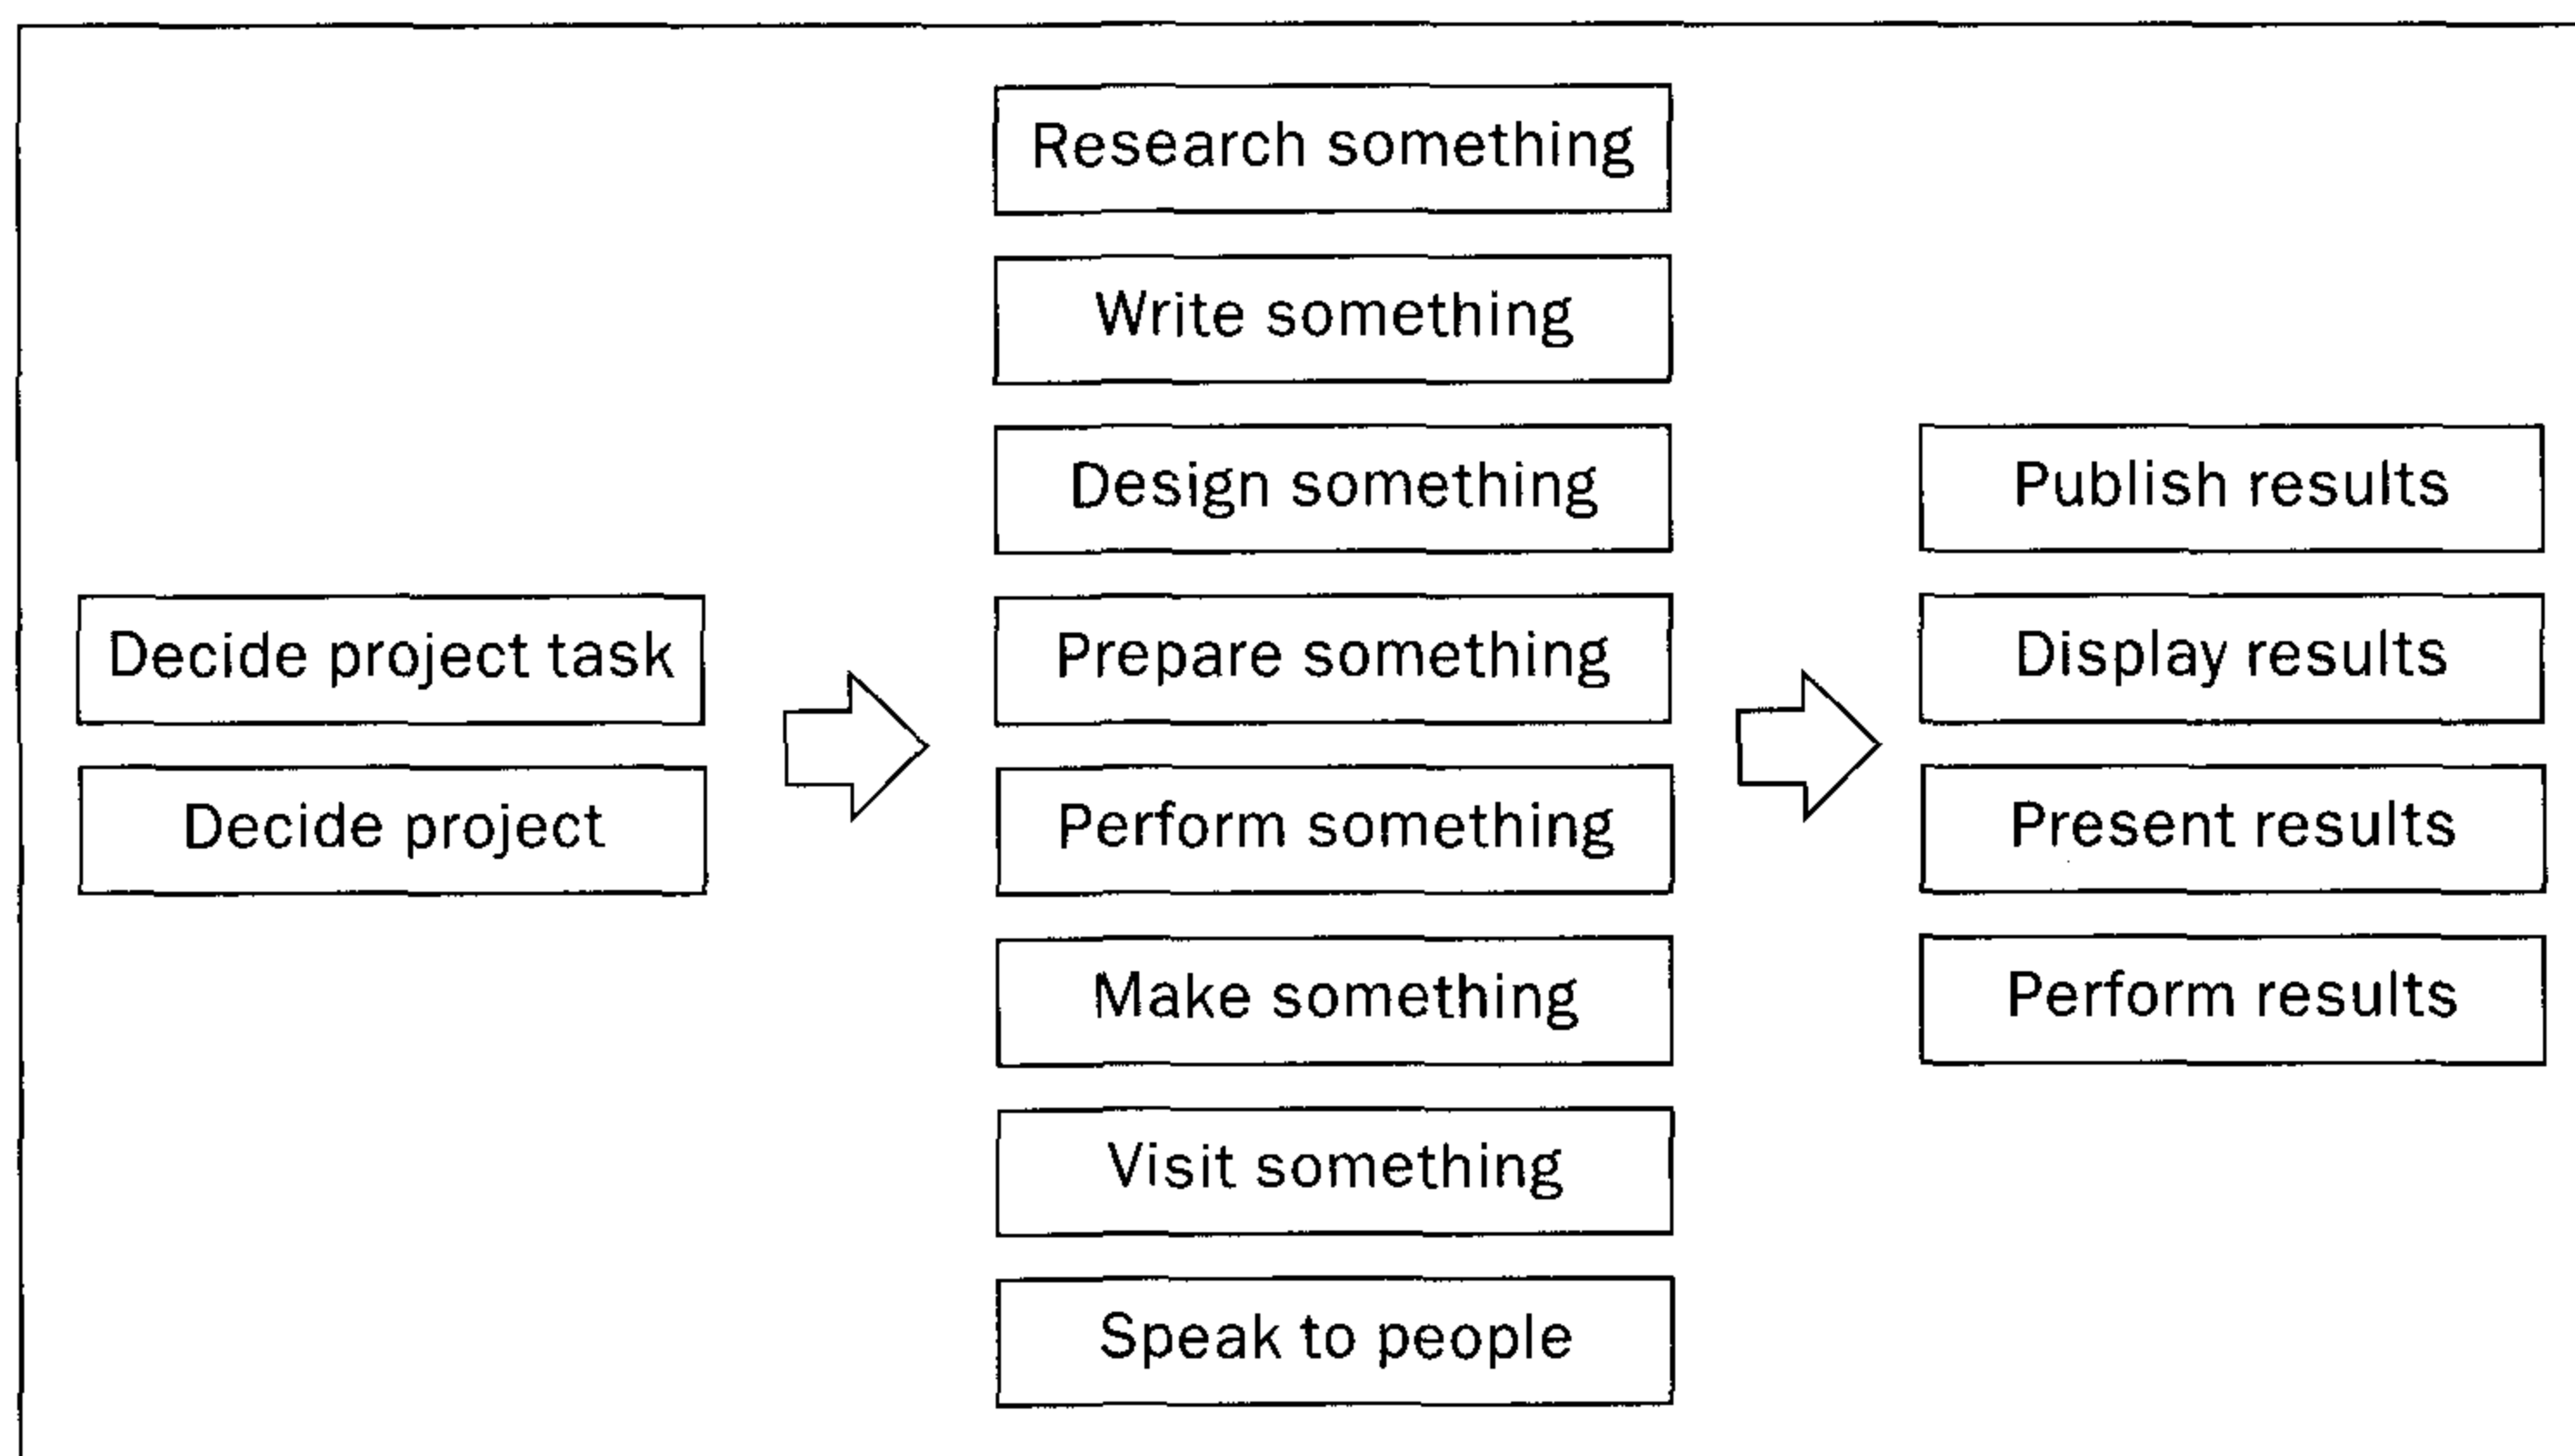 Decide project task
Decide project
Research something
Write something
Design something
Prepare something
Perform something
Make something
Visit something
Speak to people
Publish results
Display results
Present results
Perform results